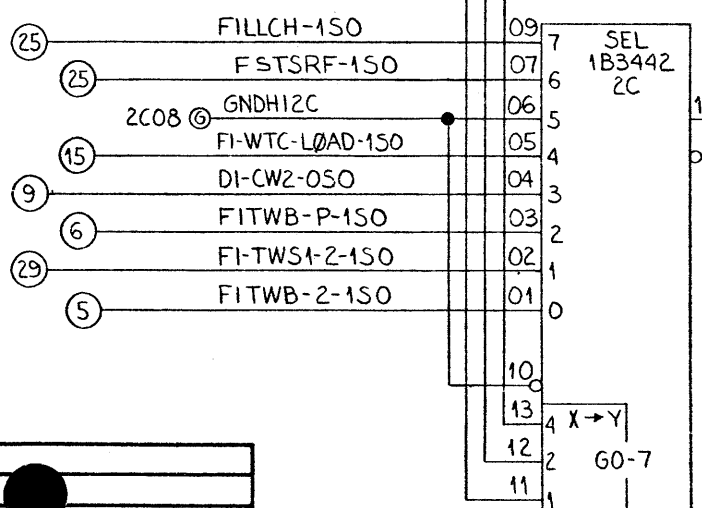 FILLCH-1SO 09 7 SEL
25 FSTSRF-1SO 07 6 1B3442
25 2C
2C08 G GNDHI2C 06 5 1
15 FI-WTC-LØAD-1SO 05 4
9 DI-CW2-0SO 04 3
6 FITWB-P-1SO 03 2
29 FI-TWS1-2-1SO 02 1
5 FITWB-2-1SO 01 0
10
13 4 X→Y
12 2 G0-7
11 1